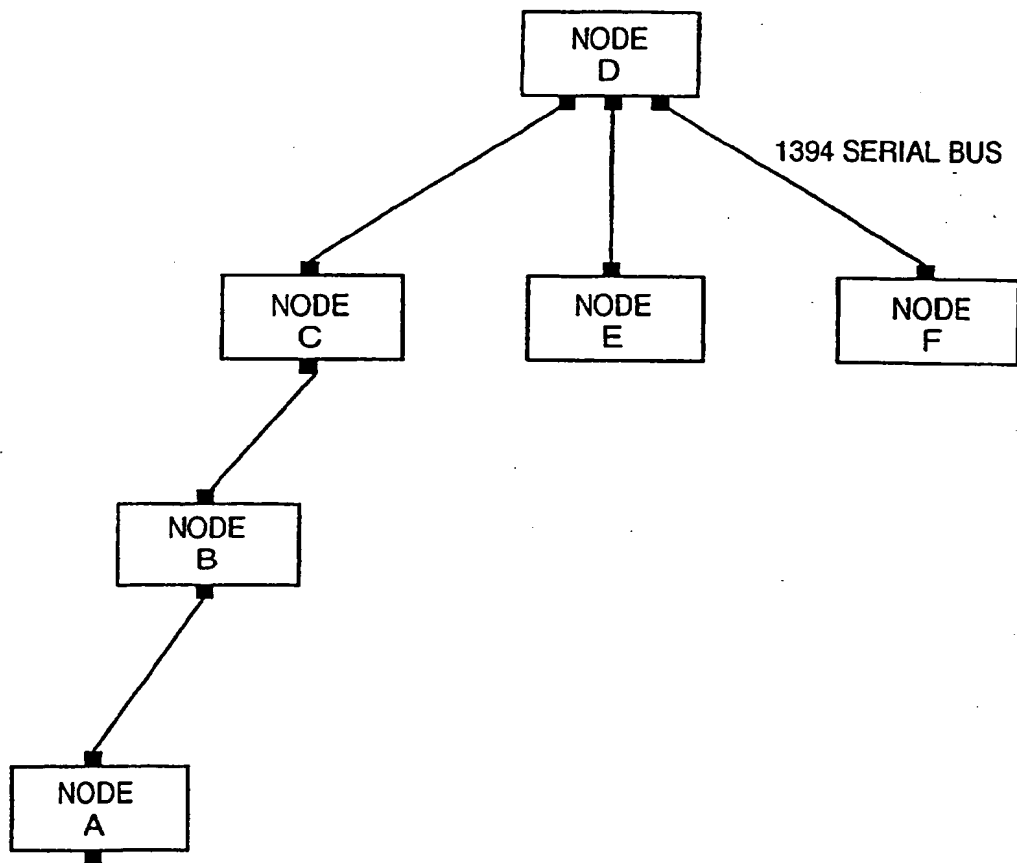 NODE
D
1394 SERIAL BUS
NODE
C
NODE
E
NODE
F
NODE
B
NODE
A